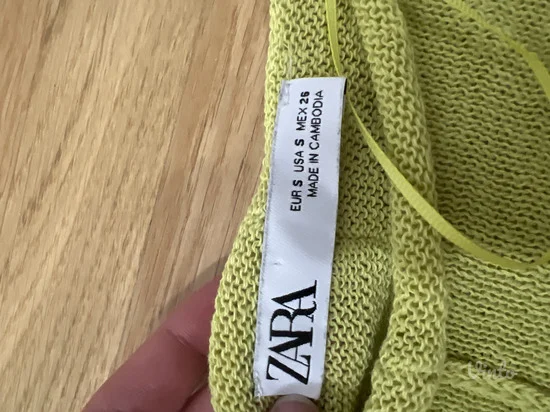 EUR S USA S MEX 26
MADE IN CAMBODIA
ZARA